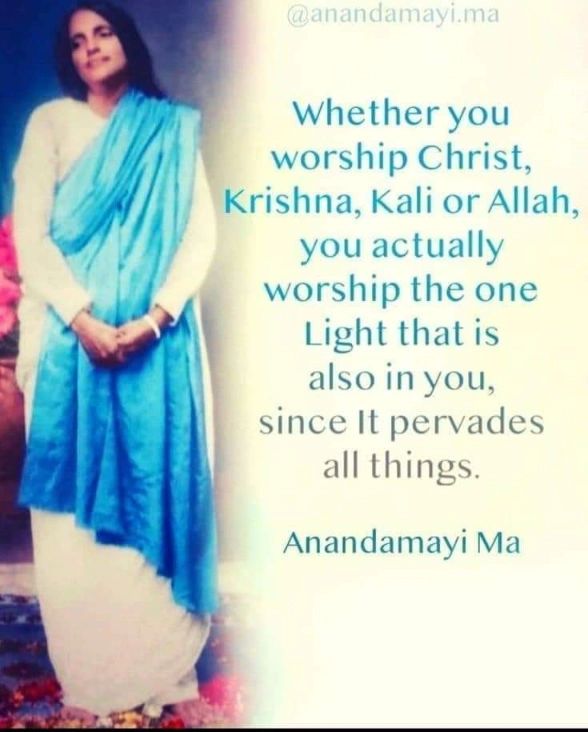 @anandamayi.ma
Whether you
worship Christ,
Krishna, Kali or Allah,
you actually
worship the one
Light that is
also in you,
since It pervades
all things.
Anandamayi Ma